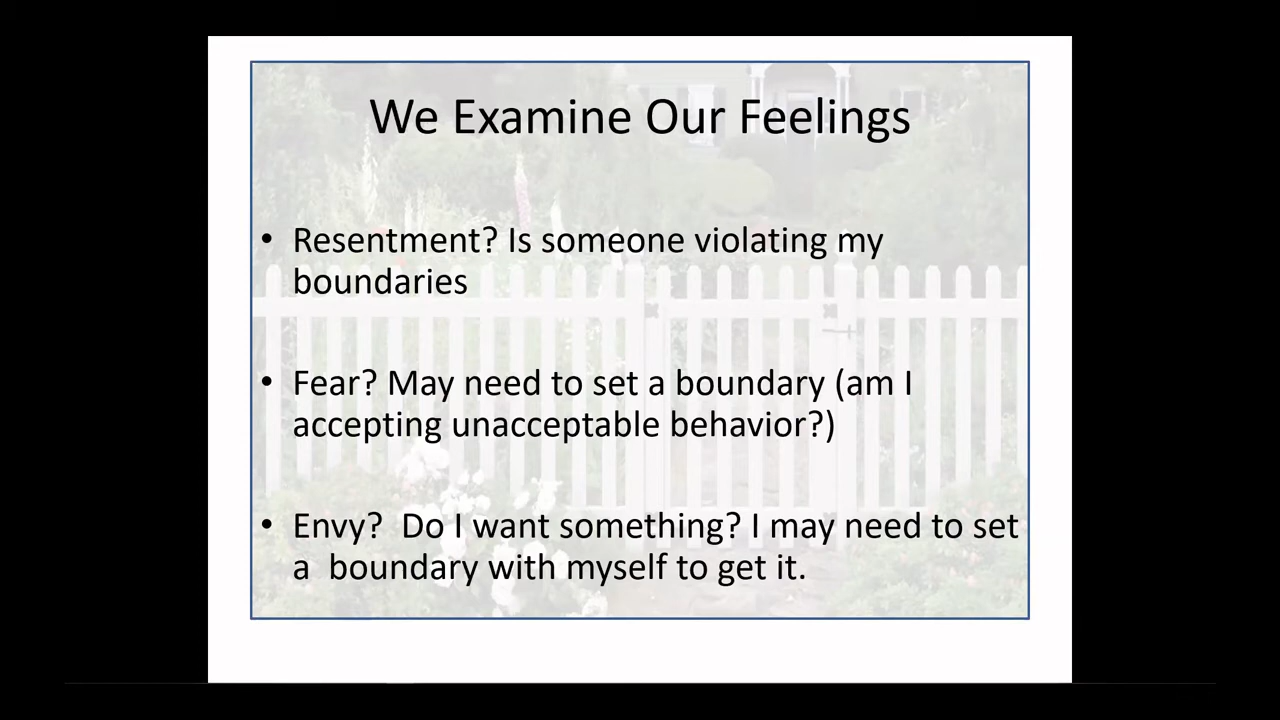 We Examine Our Feelings
• Resentment? Is someone violating my
boundaries
• Fear? May need to set a boundary (am I
accepting unacceptable behavior?)
• Envy?  Do I want something? I may need to set
a  boundary with myself to get it.